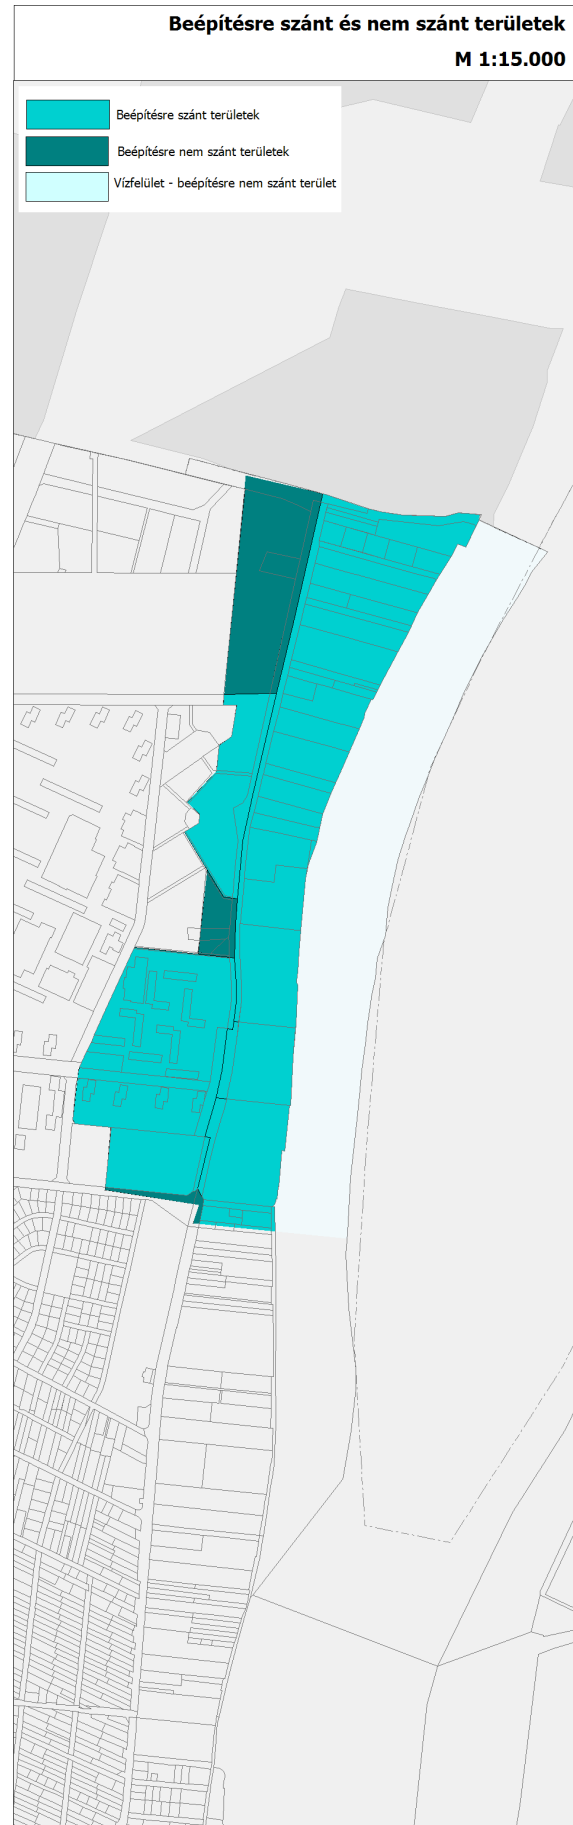 Beépítésre szánt és nem szánt területek
M 1:15.000
Beépítésre szánt területek
Beépítésre nem szánt területek
Vízfelület - beépítésre nem szánt terület